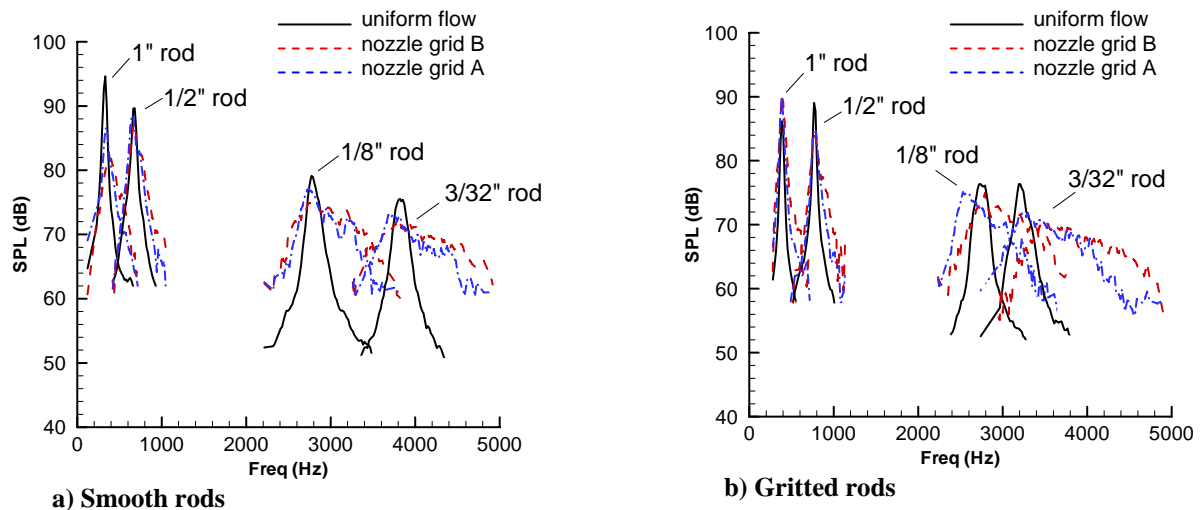 uniform flow
nozzle grid B
nozzle grid A
100
90
80
70
60
50
40
SPL (dB)
1" rod
1/2" rod
1/8" rod
3/32" rod
0
1000
2000
3000
4000
5000
Freq (Hz)
a) Smooth rods
uniform flow
nozzle grid B
nozzle grid A
100
90
80
70
60
50
40
SPL (dB)
1" rod
1/2" rod
1/8" rod
3/32" rod
0
1000
2000
3000
4000
5000
Freq (Hz)
b) Gritted rods